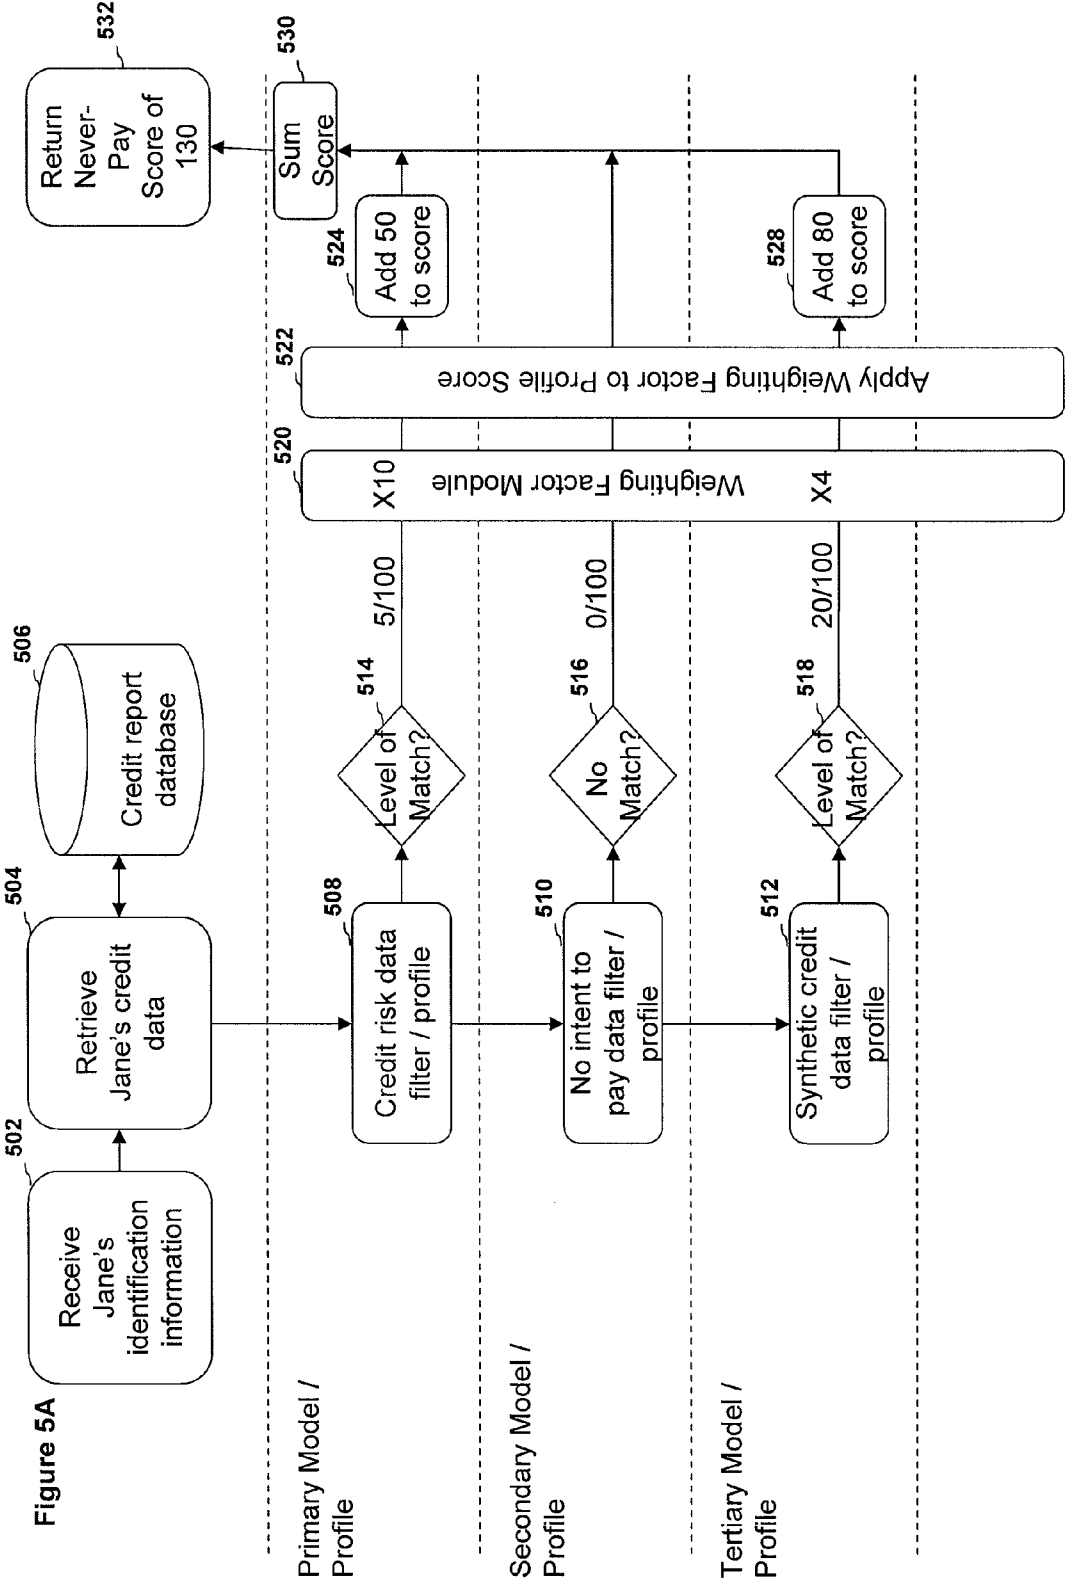 Figure 5A
502
Receive
Jane's
identification
information
504
Retrieve
Jane's credit
data
506
Credit report
database
532
Return
Never-
Pay
Score of
130
Primary Model /
Profile
508
Credit risk data
filter / profile
514
Level of
Match?
5/100
520
X10
Weighting Factor Module
X4
522
Apply Weighting Factor to Profile Score
524
Add 50
to score
530
Sum
Score
Secondary Model /
Profile
510
No intent to
pay data filter /
profile
516
No
Match?
0/100
Tertiary Model /
Profile
512
Synthetic credit
data filter /
profile
518
Level of
Match?
20/100
528
Add 80
to score